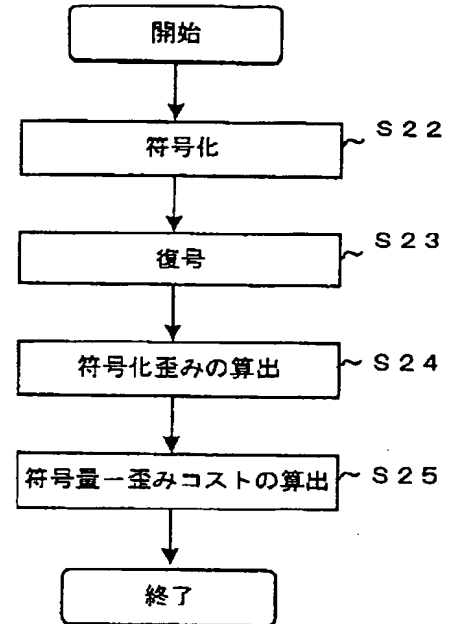 開始
符号化
S22
復号
S23
符号化歪みの算出
S24
符号量ー歪みコストの算出
S25
終了